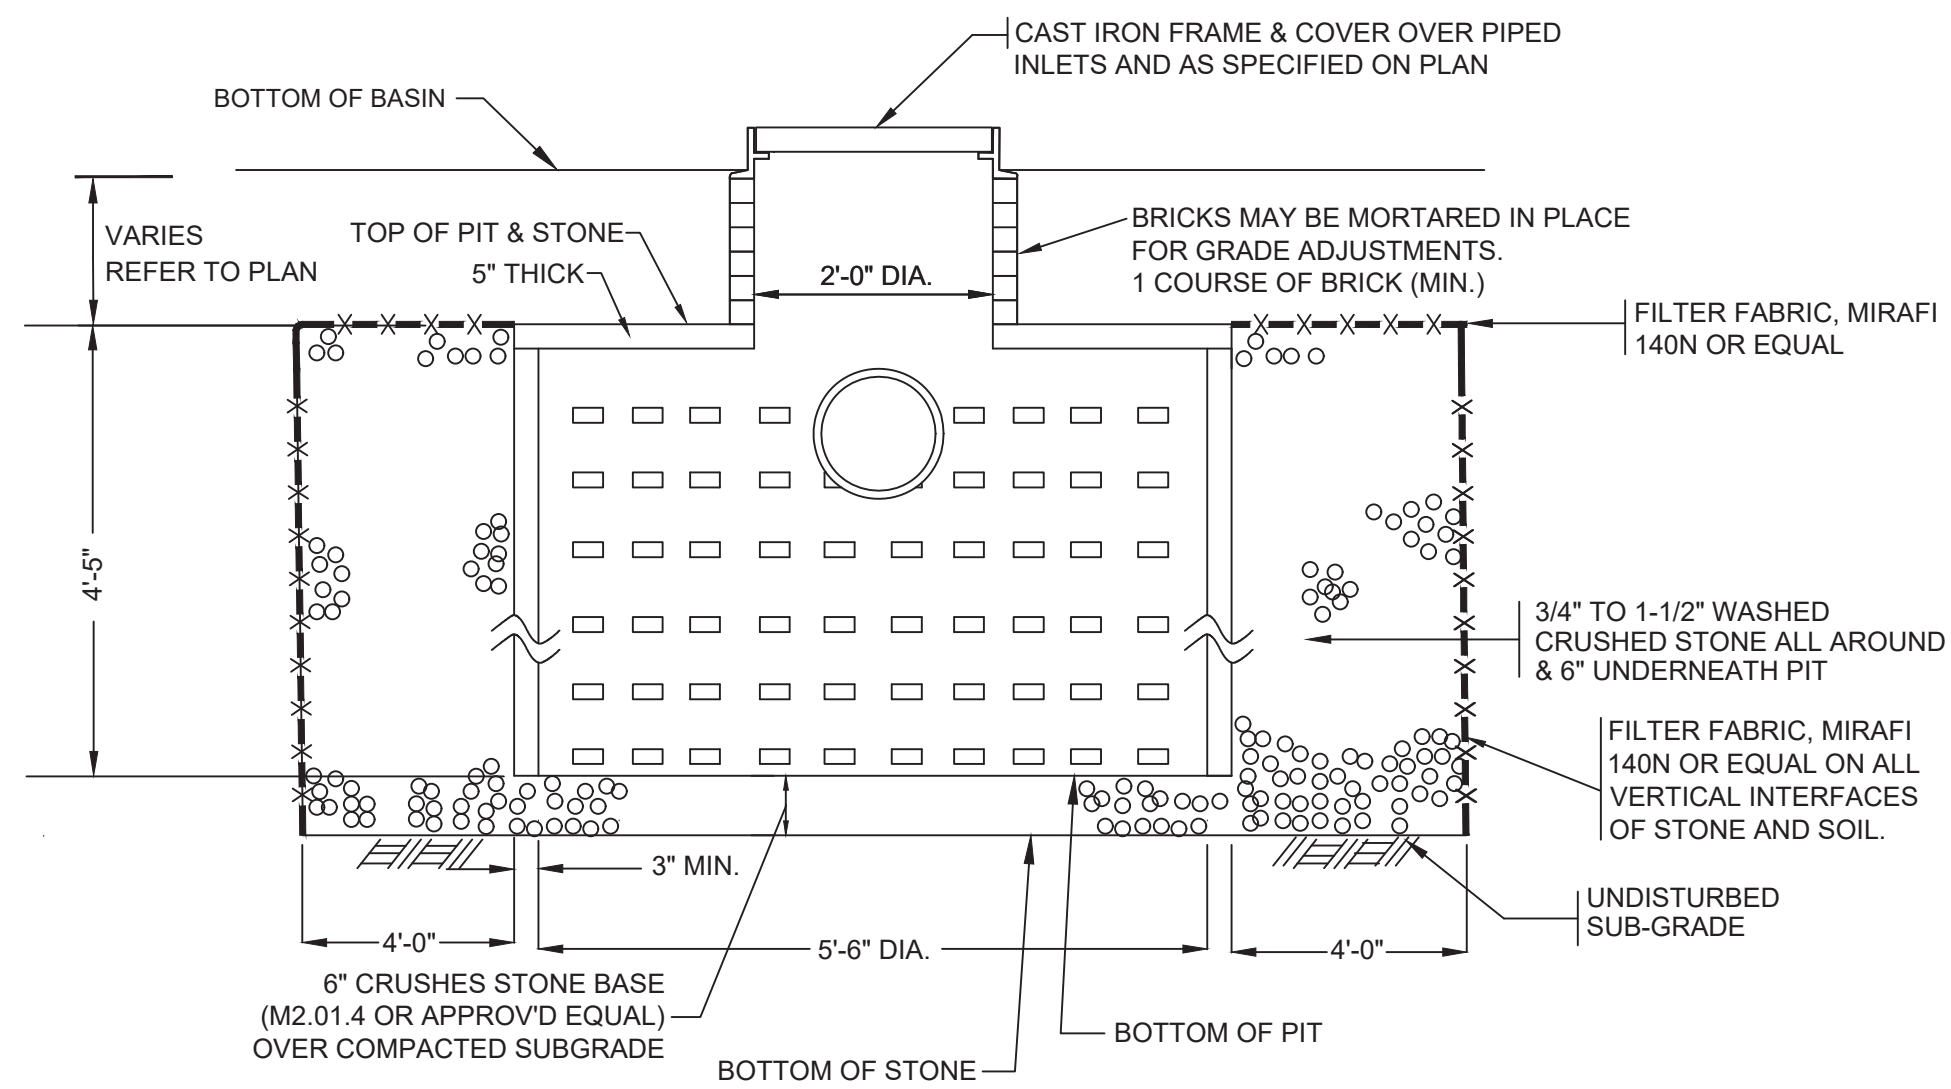 CAST IRON FRAME & COVER OVER PIPED
INLETS AND AS SPECIFIED ON PLAN
BOTTOM OF BASIN
VARIES
REFER TO PLAN
TOP OF PIT & STONE
5" THICK
2'-0" DIA.
BRICKS MAY BE MORTARED IN PLACE
FOR GRADE ADJUSTMENTS.
1 COURSE OF BRICK (MIN.)
FILTER FABRIC, MIRAFI
140N OR EQUAL
4'-5"
3/4" TO 1-1/2" WASHED
CRUSHED STONE ALL AROUND
& 6" UNDERNEATH PIT
FILTER FABRIC, MIRAFI
140N OR EQUAL ON ALL
VERTICAL INTERFACES
OF STONE AND SOIL.
3" MIN.
UNDISTURBED
SUB-GRADE
4'-0"
5'-6" DIA.
4'-0"
6" CRUSHES STONE BASE
(M2.01.4 OR APPROV'D EQUAL)
OVER COMPACTED SUBGRADE
BOTTOM OF PIT
BOTTOM OF STONE